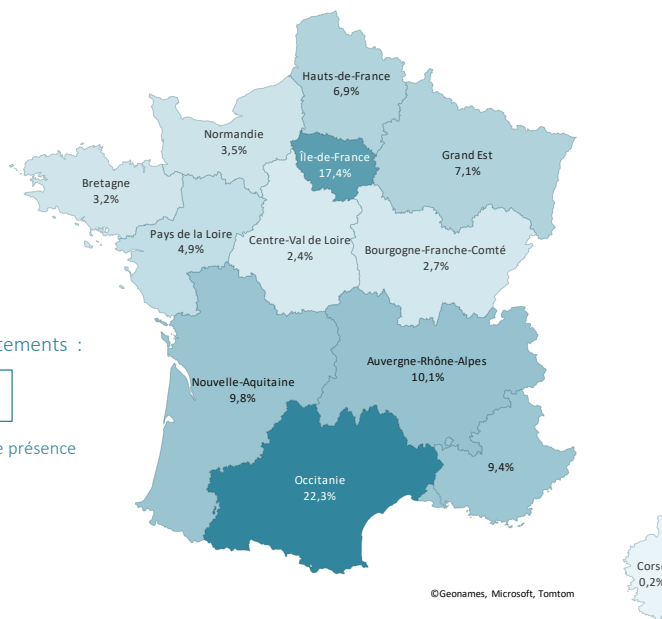 Hauts-de-France
6,9%
Normandie
3,5%
Île-de-France
17,4%
Grand Est
7,1%
Bretagne
3,2%
Pays de la Loire
4,9%
Centre-Val de Loire
2,4%
Bourgogne-Franche-Comté
2,7%
tements :
Auvergne-Rhône-Alpes
10,1%
Nouvelle-Aquitaine
9,8%
e présence
9,4%
Occitanie
22,3%
Corse
0,2%
©Geonames, Microsoft, Tomtom